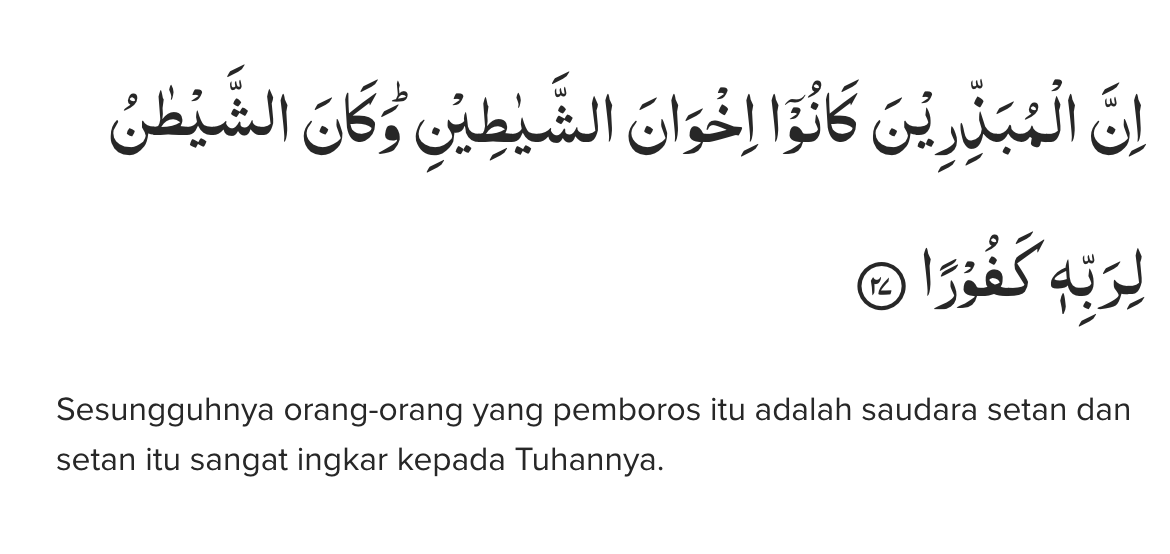 اِنَّ الْمُبَذِّرِيْنَ كَانُوْٓا اِخْوَانَ الشَّيٰطِيْنِ ۗوَكَانَ الشَّيْطٰنُ
لِرَبِّهٖ كَفُوْرًا ٢٧
Sesungguhnya orang-orang yang pemboros itu adalah saudara setan dan
setan itu sangat ingkar kepada Tuhannya.